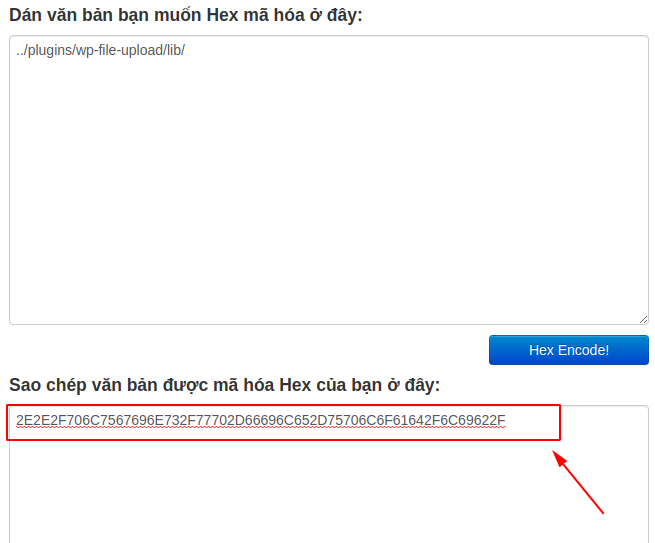 Dán văn bản bạn muốn Hex mã hóa ở đây:
../plugins/wp-file-upload/lib/
Hex Encode!
Sao chép văn bản được mã hóa Hex của bạn ở đây:
2E2E2F706C7567696E732F77702D66696C652D75706C6F61642F6C69622F